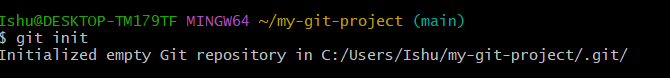 Ishu@DESKTOP-TM179TF MINGW64 ~/my-git-project (main)
$ git init
Initialized empty Git repository in C:/Users/Ishu/my-git-project/.git/